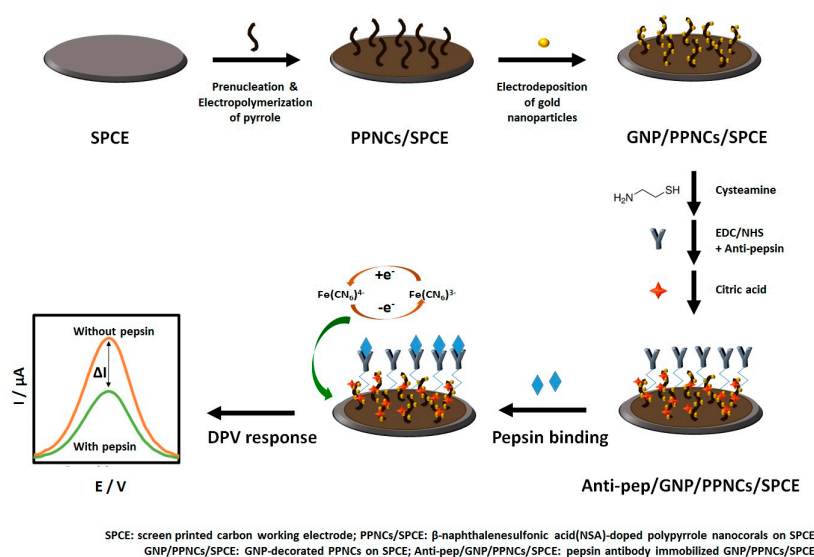 Prenucleation &
Electropolymerization
of pyrrole
Electrodeposition
of gold
nanoparticles
SPCE
PPNCs/SPCE
GNP/PPNCs/SPCE
H₂N
SH
Cysteamine
EDC/NHS
+ Anti-pepsin
Citric acid
+e⁻
Fe(CN₆)⁴⁻
Fe(CN₆)³⁻
-e⁻
Without pepsin
ΔI
With pepsin
I / µA
E / V
DPV response
Pepsin binding
Anti-pep/GNP/PPNCs/SPCE
SPCE: screen printed carbon working electrode; PPNCs/SPCE: β-naphthalenesulfonic acid(NSA)-doped polypyrrole nanocorals on SPCE
GNP/PPNCs/SPCE: GNP-decorated PPNCs on SPCE; Anti-pep/GNP/PPNCs/SPCE: pepsin antibody immobilized GNP/PPNCs/SPCE